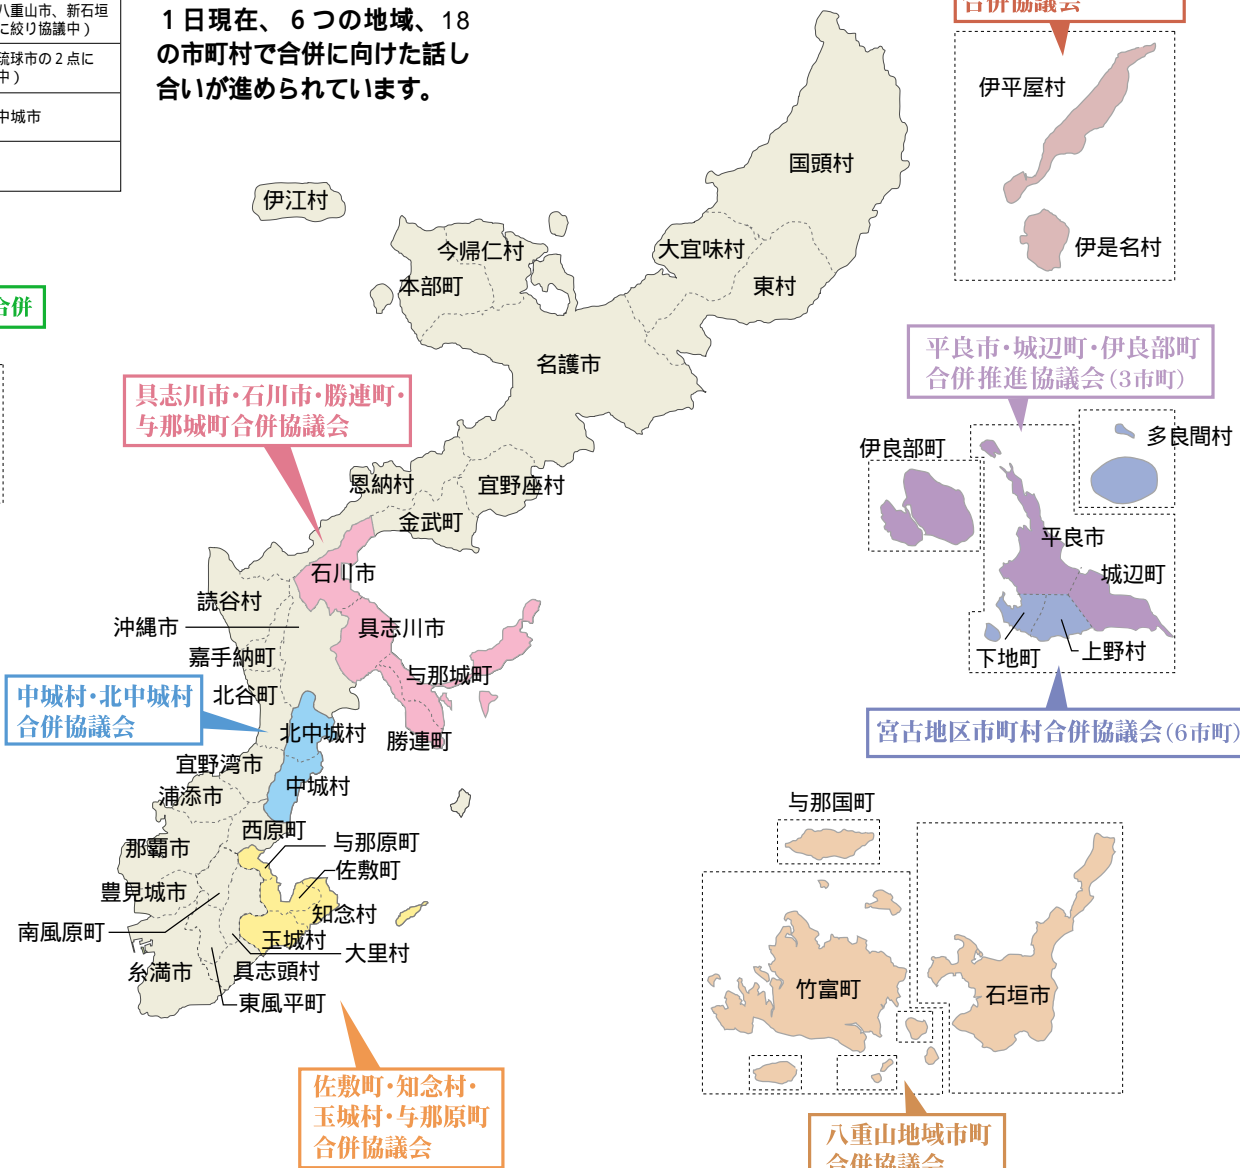 八重山市、新石垣
に絞り協議中）
琉球市の２点に
中）
中城市
１日現在、６つの地域、18
の市町村で合併に向けた話し
合いが進められています。
合併協議会
伊平屋村
伊是名村
国頭村
伊江村
今帰仁村
大宜味村
本部町
東村
合併
名護市
平良市・城辺町・伊良部町
合併推進協議会（3市町）
具志川市・石川市・勝連町・
与那城町合併協議会
多良間村
伊良部町
恩納村
宜野座村
金武町
平良市
石川市
城辺町
読谷村
沖縄市
具志川市
嘉手納町
下地町
上野村
与那城町
中城村・北中城村
合併協議会
北谷町
北中城村
勝連町
宮古地区市町村合併協議会（6市町）
宜野湾市
中城村
浦添市
与那国町
西原町
与那原町
那覇市
佐敷町
豊見城市
知念村
南風原町
玉城村
大里村
糸満市
具志頭村
竹富町
石垣市
東風平町
佐敷町・知念村・
玉城村・与那原町
合併協議会
八重山地域市町
合併協議会